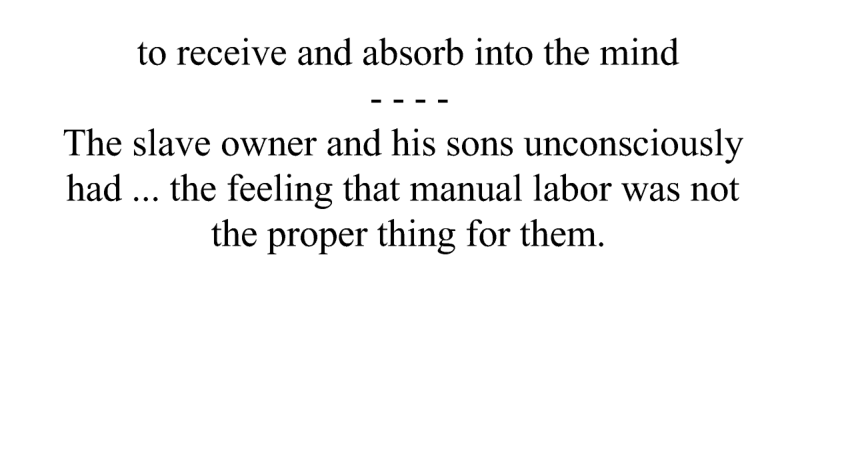 to receive and absorb into the mind
- - - -
The slave owner and his sons unconsciously
had ... the feeling that manual labor was not
the proper thing for them.